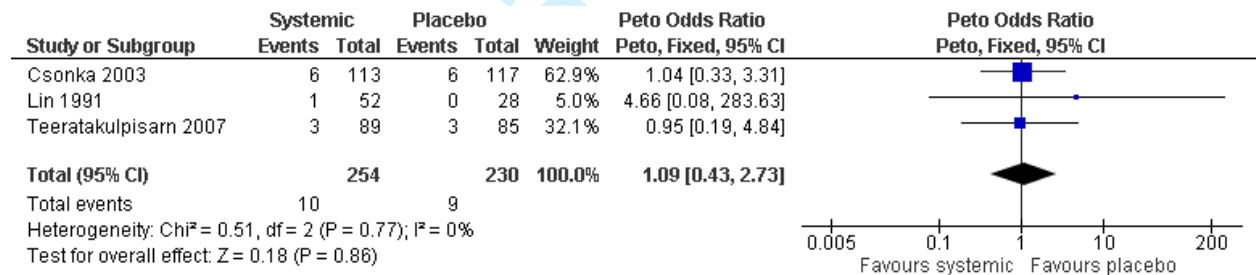 Systemic Placebo Peto Odds Ratio Peto Odds Ratio
Study or Subgroup Events Total Events Total Weight Peto, Fixed, 95% CI Peto, Fixed, 95% CI
Csonka 2003 6 113 6 117 62.9% 1.04 [0.33, 3.31]
Lin 1991 1 52 0 28 5.0% 4.66 [0.08, 283.63]
Teeratakulpisarn 2007 3 89 3 85 32.1% 0.95 [0.19, 4.84]
Total (95% CI) 254 230 100.0% 1.09 [0.43, 2.73]
Total events 10 9
Heterogeneity: Chi² = 0.51, df = 2 (P = 0.77); I² = 0%
Test for overall effect: Z = 0.18 (P = 0.86)
0.005 0.1 1 10 200
Favours systemic Favours placebo